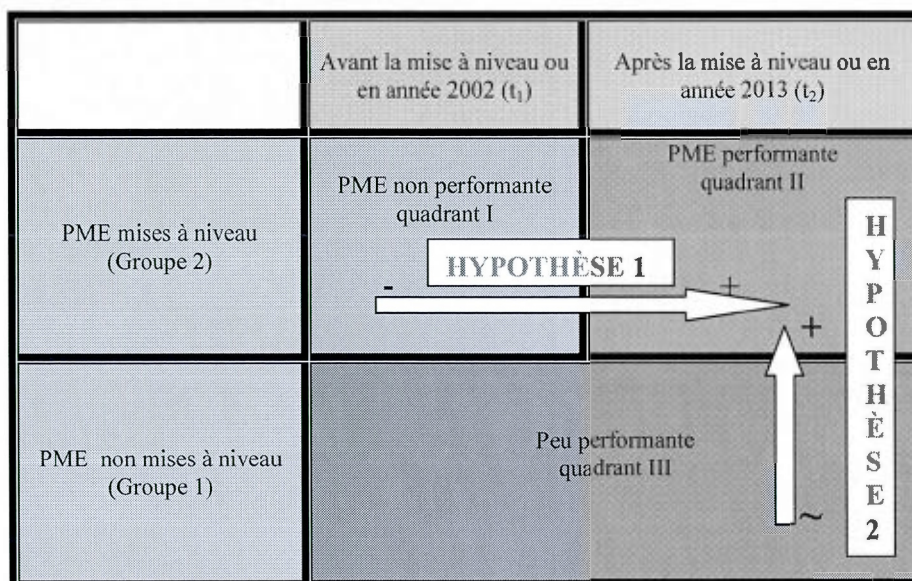 Avant la mise à niveau ou
en année 2002 (t₁)
Après la mise à niveau ou en
année 2013 (t₂)
PME mises à niveau
(Groupe 2)
PME non performante
quadrant I
PME performante
quadrant II
HYPOTHÈSE 1
-
+
+
H
Y
P
O
T
H
È
S
E
2
PME non mises à niveau
(Groupe 1)
Peu performante
quadrant III
~